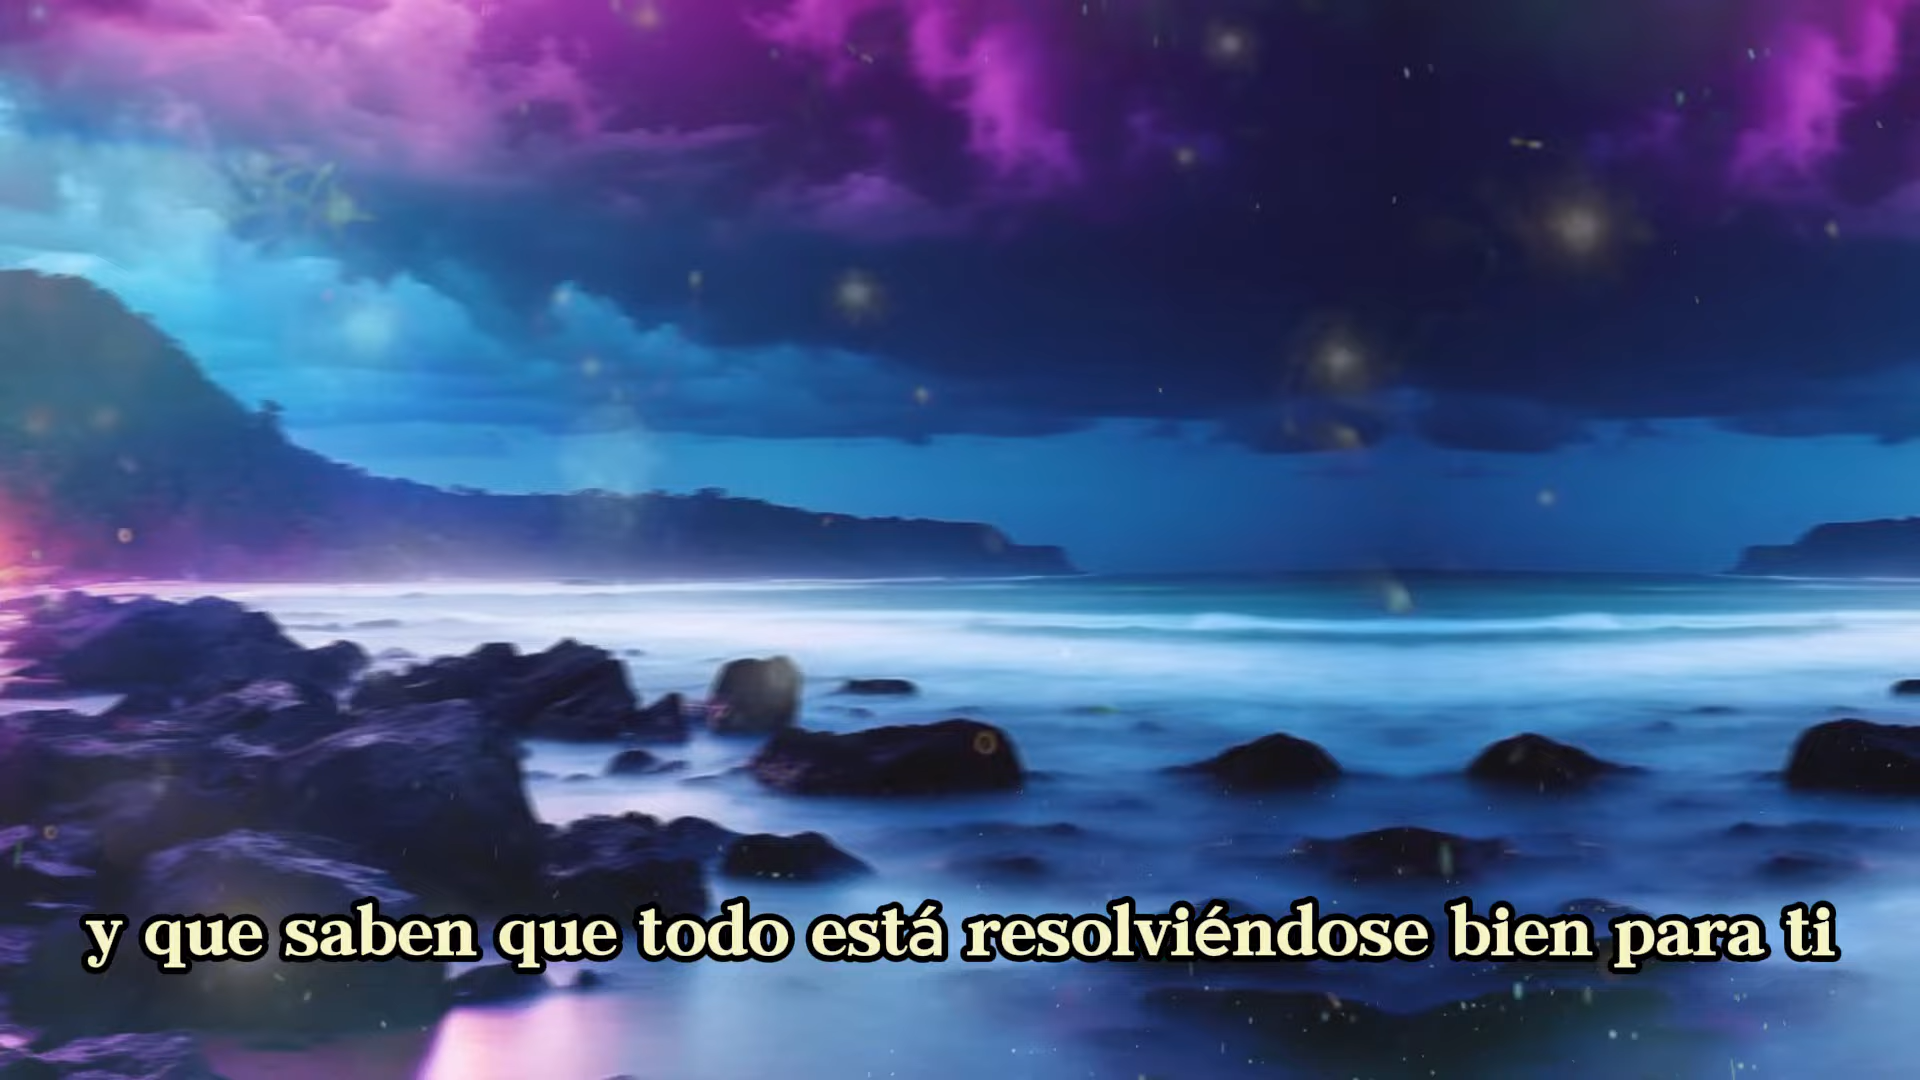 y que saben que todo está resolviéndose bien para ti